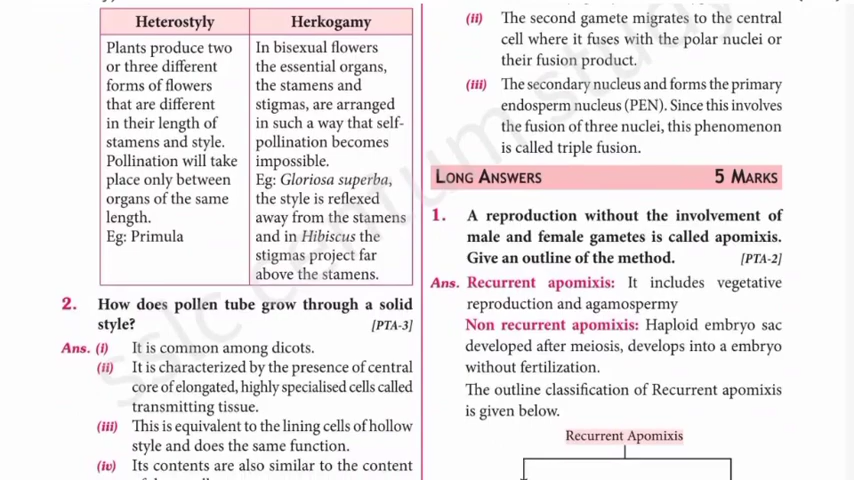 Heterostyly
Plants produce two
or three different
forms of flowers
that are different
in their length of
stamens and style.
Pollination will take
place only between
organs of the same
length.
Eg: Primula
Herkogamy
In bisexual flowers
the essential organs,
the stamens and
stigmas, are arranged
in such a way that self-
pollination becomes
impossible.
Eg: Gloriosa superba,
the style is reflexed
away from the stamens
and in Hibiscus the
stigmas project far
above the stamens.
2. How does pollen tube grow through a solid
style? [PTA-3]
Ans. (i) It is common among dicots.
(ii) It is characterized by the presence of central
core of elongated, highly specialised cells called
transmitting tissue.
(iii) This is equivalent to the lining cells of hollow
style and does the same function.
(iv) Its contents are also similar to the content
(ii) The second gamete migrates to the central
cell where it fuses with the polar nuclei or
their fusion product.
(iii) The secondary nucleus and forms the primary
endosperm nucleus (PEN). Since this involves
the fusion of three nuclei, this phenomenon
is called triple fusion.
LONG ANSWERS 5 MARKS
1. A reproduction without the involvement of
male and female gametes is called apomixis.
Give an outline of the method. [PTA-2]
Ans. Recurrent apomixis: It includes vegetative
reproduction and agamospermy
Non recurrent apomixis: Haploid embryo sac
developed after meiosis, develops into a embryo
without fertilization.
The outline classification of Recurrent apomixis
is given below.
Recurrent Apomixis
sslc centum study